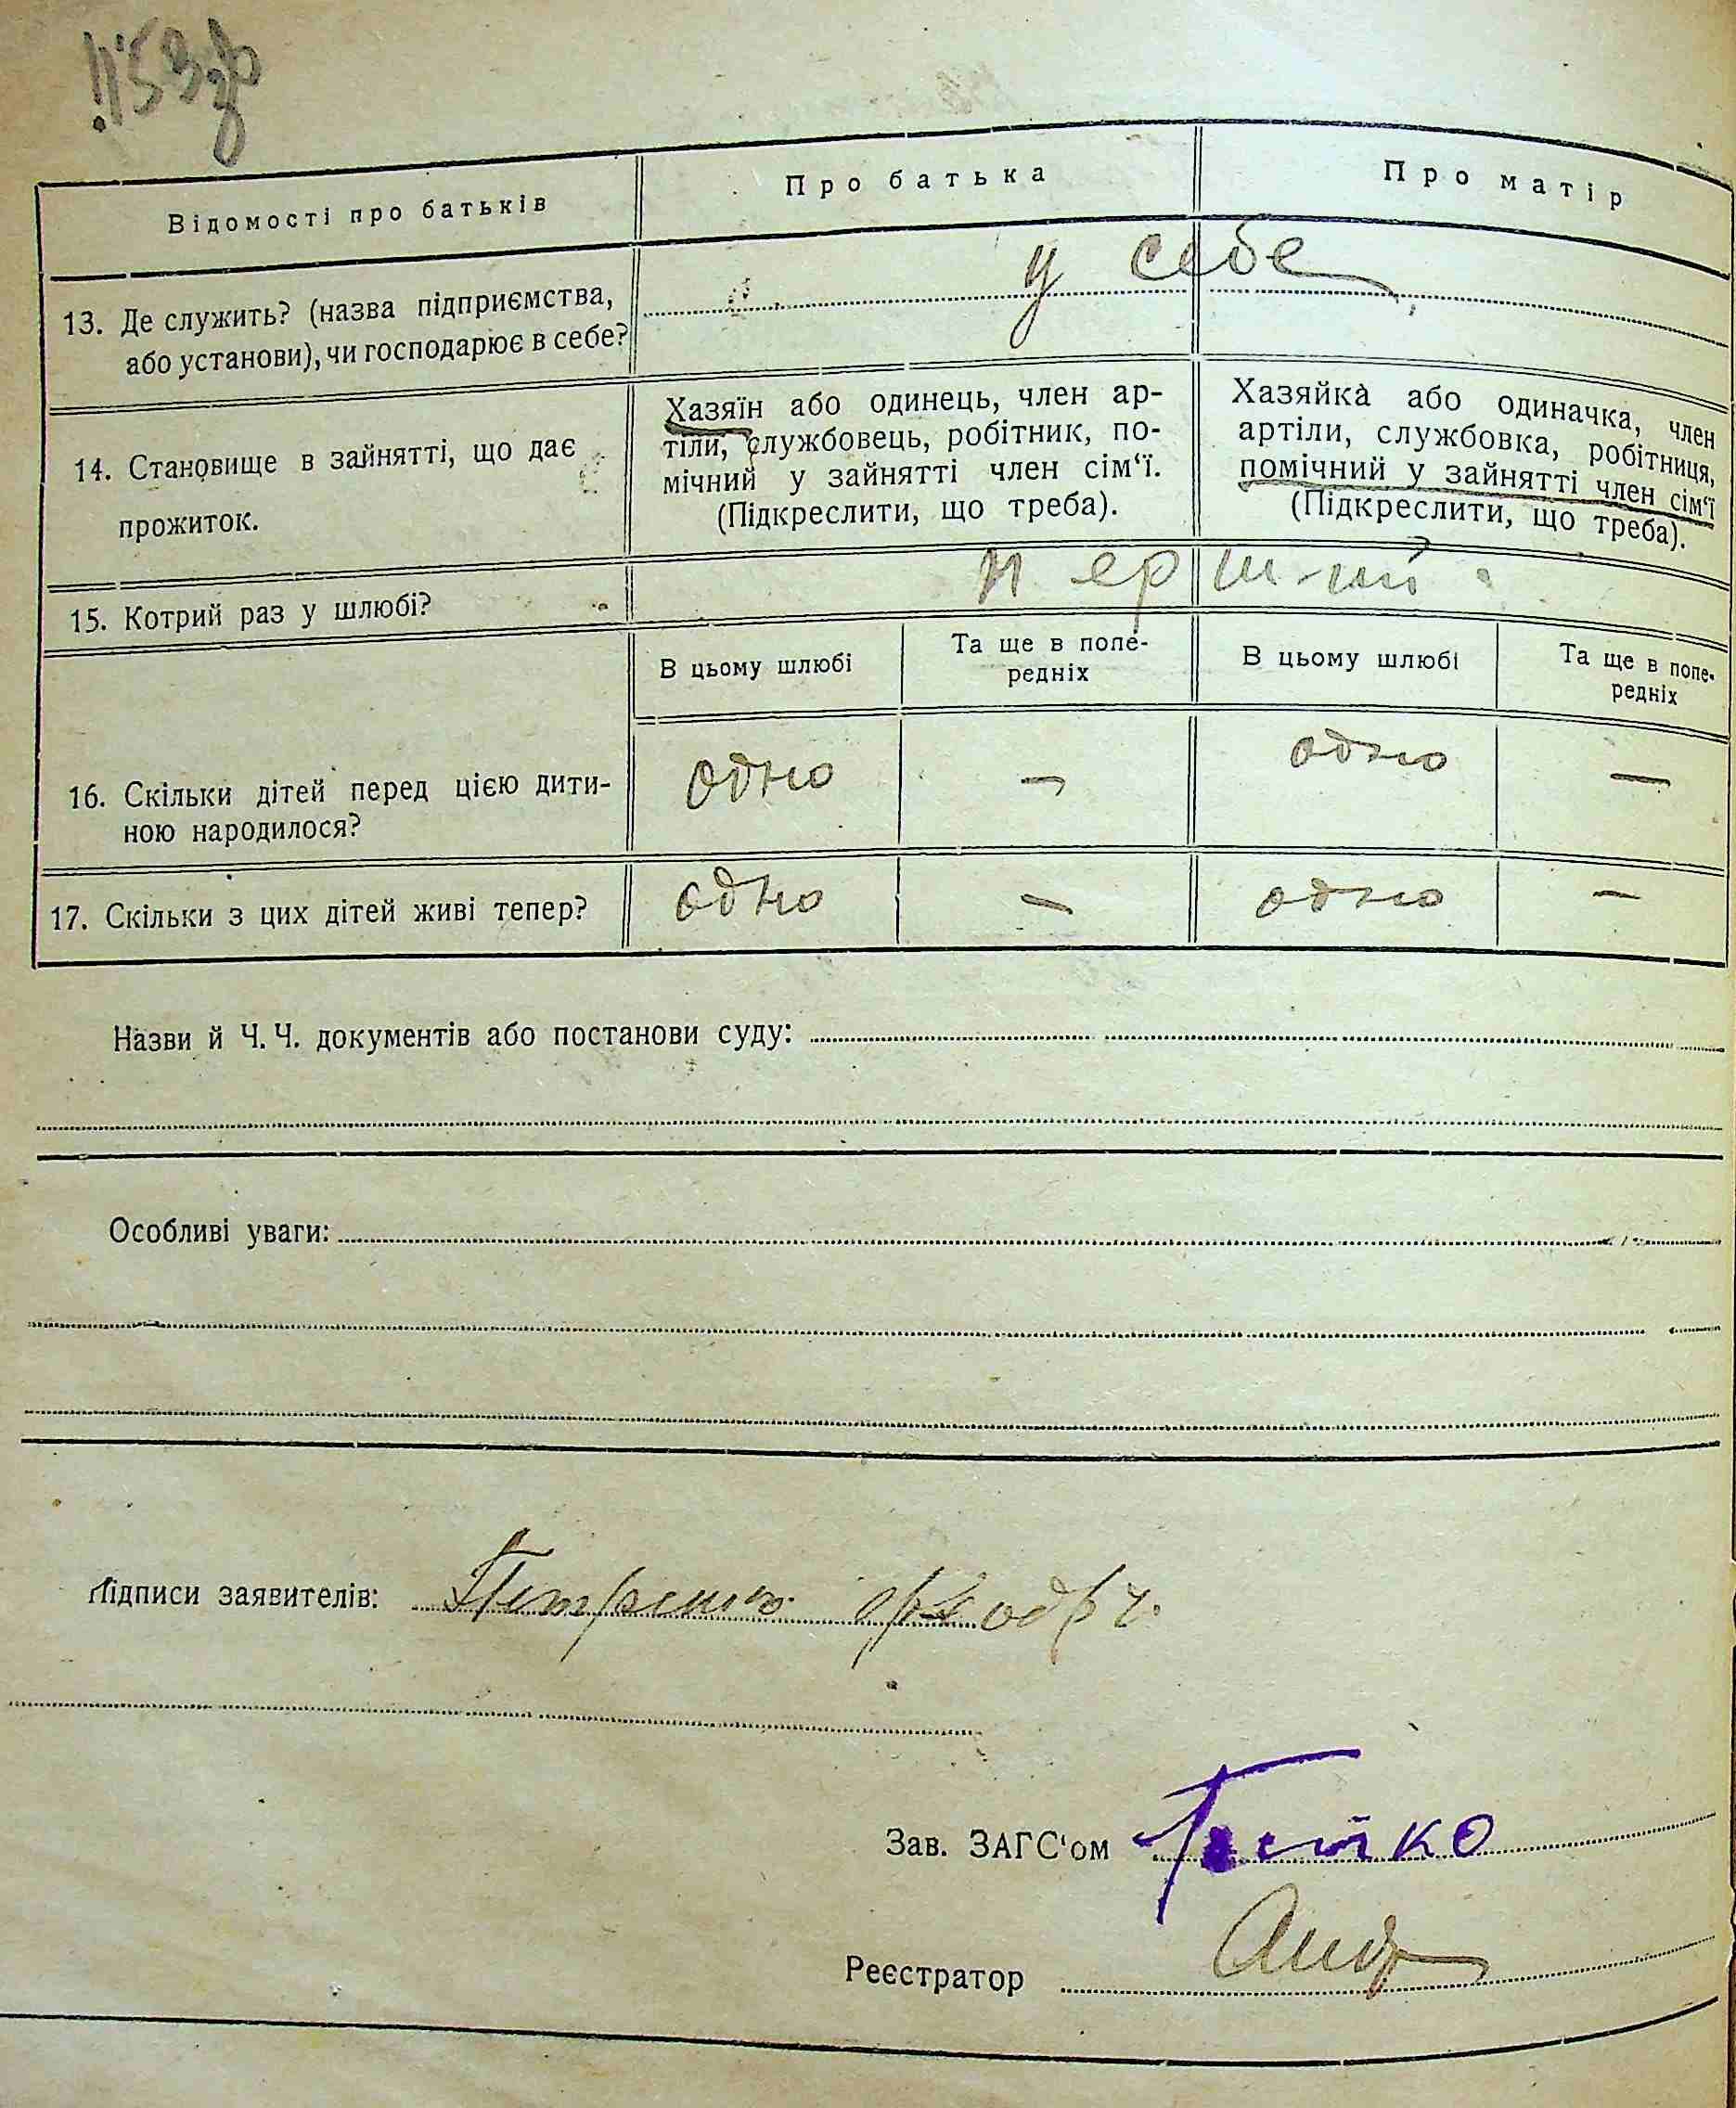 115зв
Відомості про батьків
Про батька
Про матір
13. Де служить? (назва підприємства,
або установи), чи господарює в себе?
у себе
14. Становище в зайнятті, що дає
прожиток.
Хазяїн або одинець, член ар-
тіли, службовець, робітник, по-
мічний у зайнятті член сім‘ї.
(Підкреслити, що треба).
Хазяйка або одиначка, член
артіли, службовка, робітниця,
помічний у зайнятті член сім‘ї
(Підкреслити, що треба).
15. Котрий раз у шлюбі?
перший
В цьому шлюбі
Та ще в попе-
редніх
В цьому шлюбі
Та ще в попе-
редніх
16. Скільки дітей перед цією дити-
ною народилося?
одно
—
одно
—
17. Скільки з цих дітей живі тепер?
одно
—
одно
—
Назви й Ч. Ч. документів або постанови суду:
Особливі уваги:
Підписи заявителів: Петренко
Зав. ЗАГС‘ом
Реєстратор